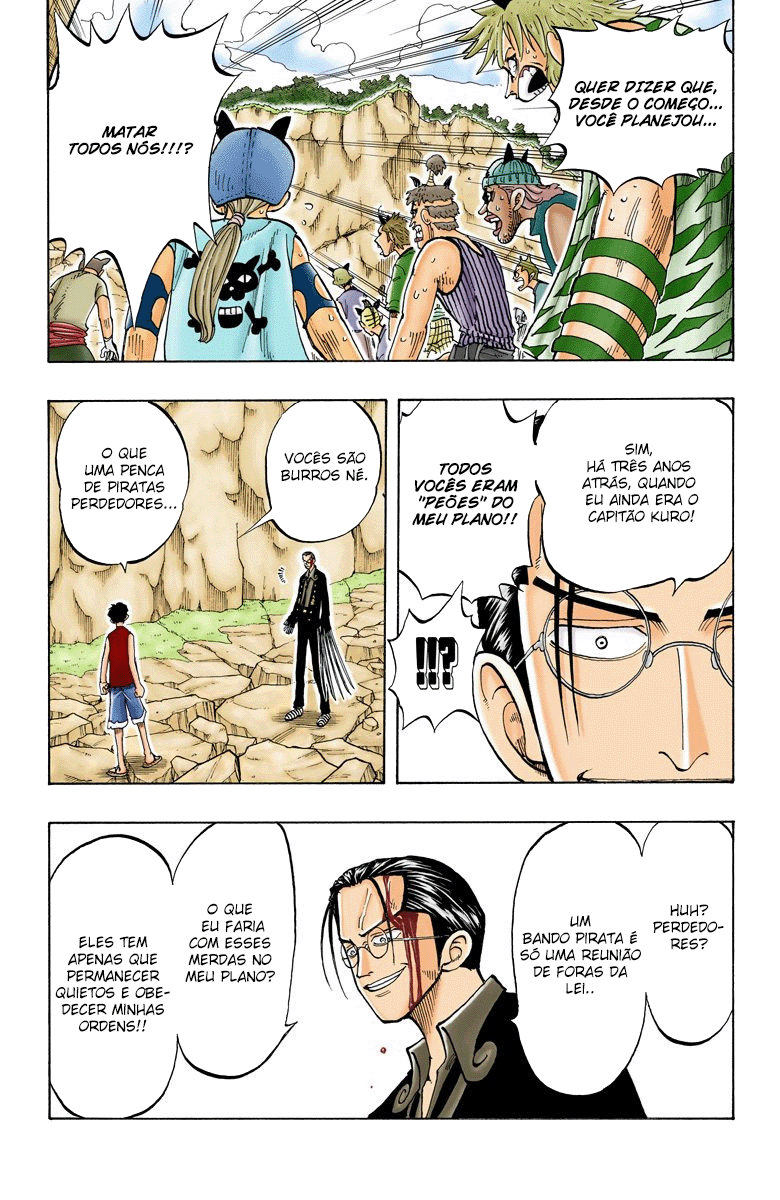 QUER DIZER QUE,
DESDE O COMEÇO...
VOCÊ PLANEJOU...
MATAR
TODOS NÓS!!!?
SIM,
HÁ TRÊS ANOS
ATRÁS, QUANDO
EU AINDA ERA O
CAPITÃO KURO!
TODOS
VOCÊS ERAM
"PEÕES" DO
MEU PLANO!!
!!?
VOCÊS SÃO
BURROS NÉ.
O QUE
UMA PENCA
DE PIRATAS
PERDEDORES...
HUH?
PERDEDO-
RES?
UM
BANDO PIRATA É
SÓ UMA REUNIÃO
DE FORAS DA
LEI..
O QUE
EU FARIA
COM ESSES
MERDAS NO
MEU PLANO?
ELES TEM
APENAS QUE
PERMANECER
QUIETOS E OBE-
DECER MINHAS
ORDENS!!